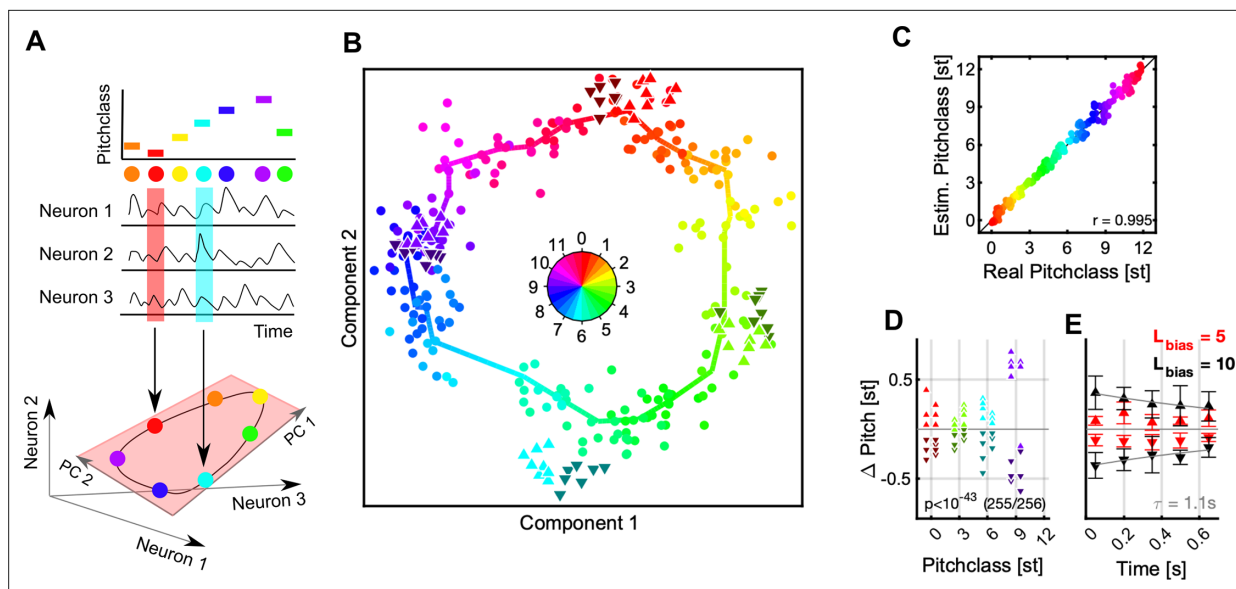 A
Pitchclass
Neuron 1
Neuron 2
Neuron 3
Time
Neuron 2
PC 1
PC 2
Neuron 3
Neuron 1
B
Component 2
11 0 1
10 2
9 3
8 4
7 6 5
Component 1
C
Estim. Pitchclass [st]
12
9
6
3
0
r = 0.995
0 3 6 9 12
Real Pitchclass [st]
D
Δ Pitch [st]
0.5
-0.5
p<10^-43 (255/256)
0 3 6 9 12
Pitchclass [st]
E
L_bias = 5
L_bias = 10
τ = 1.1s
0 0.2 0.4 0.6
Time [s]